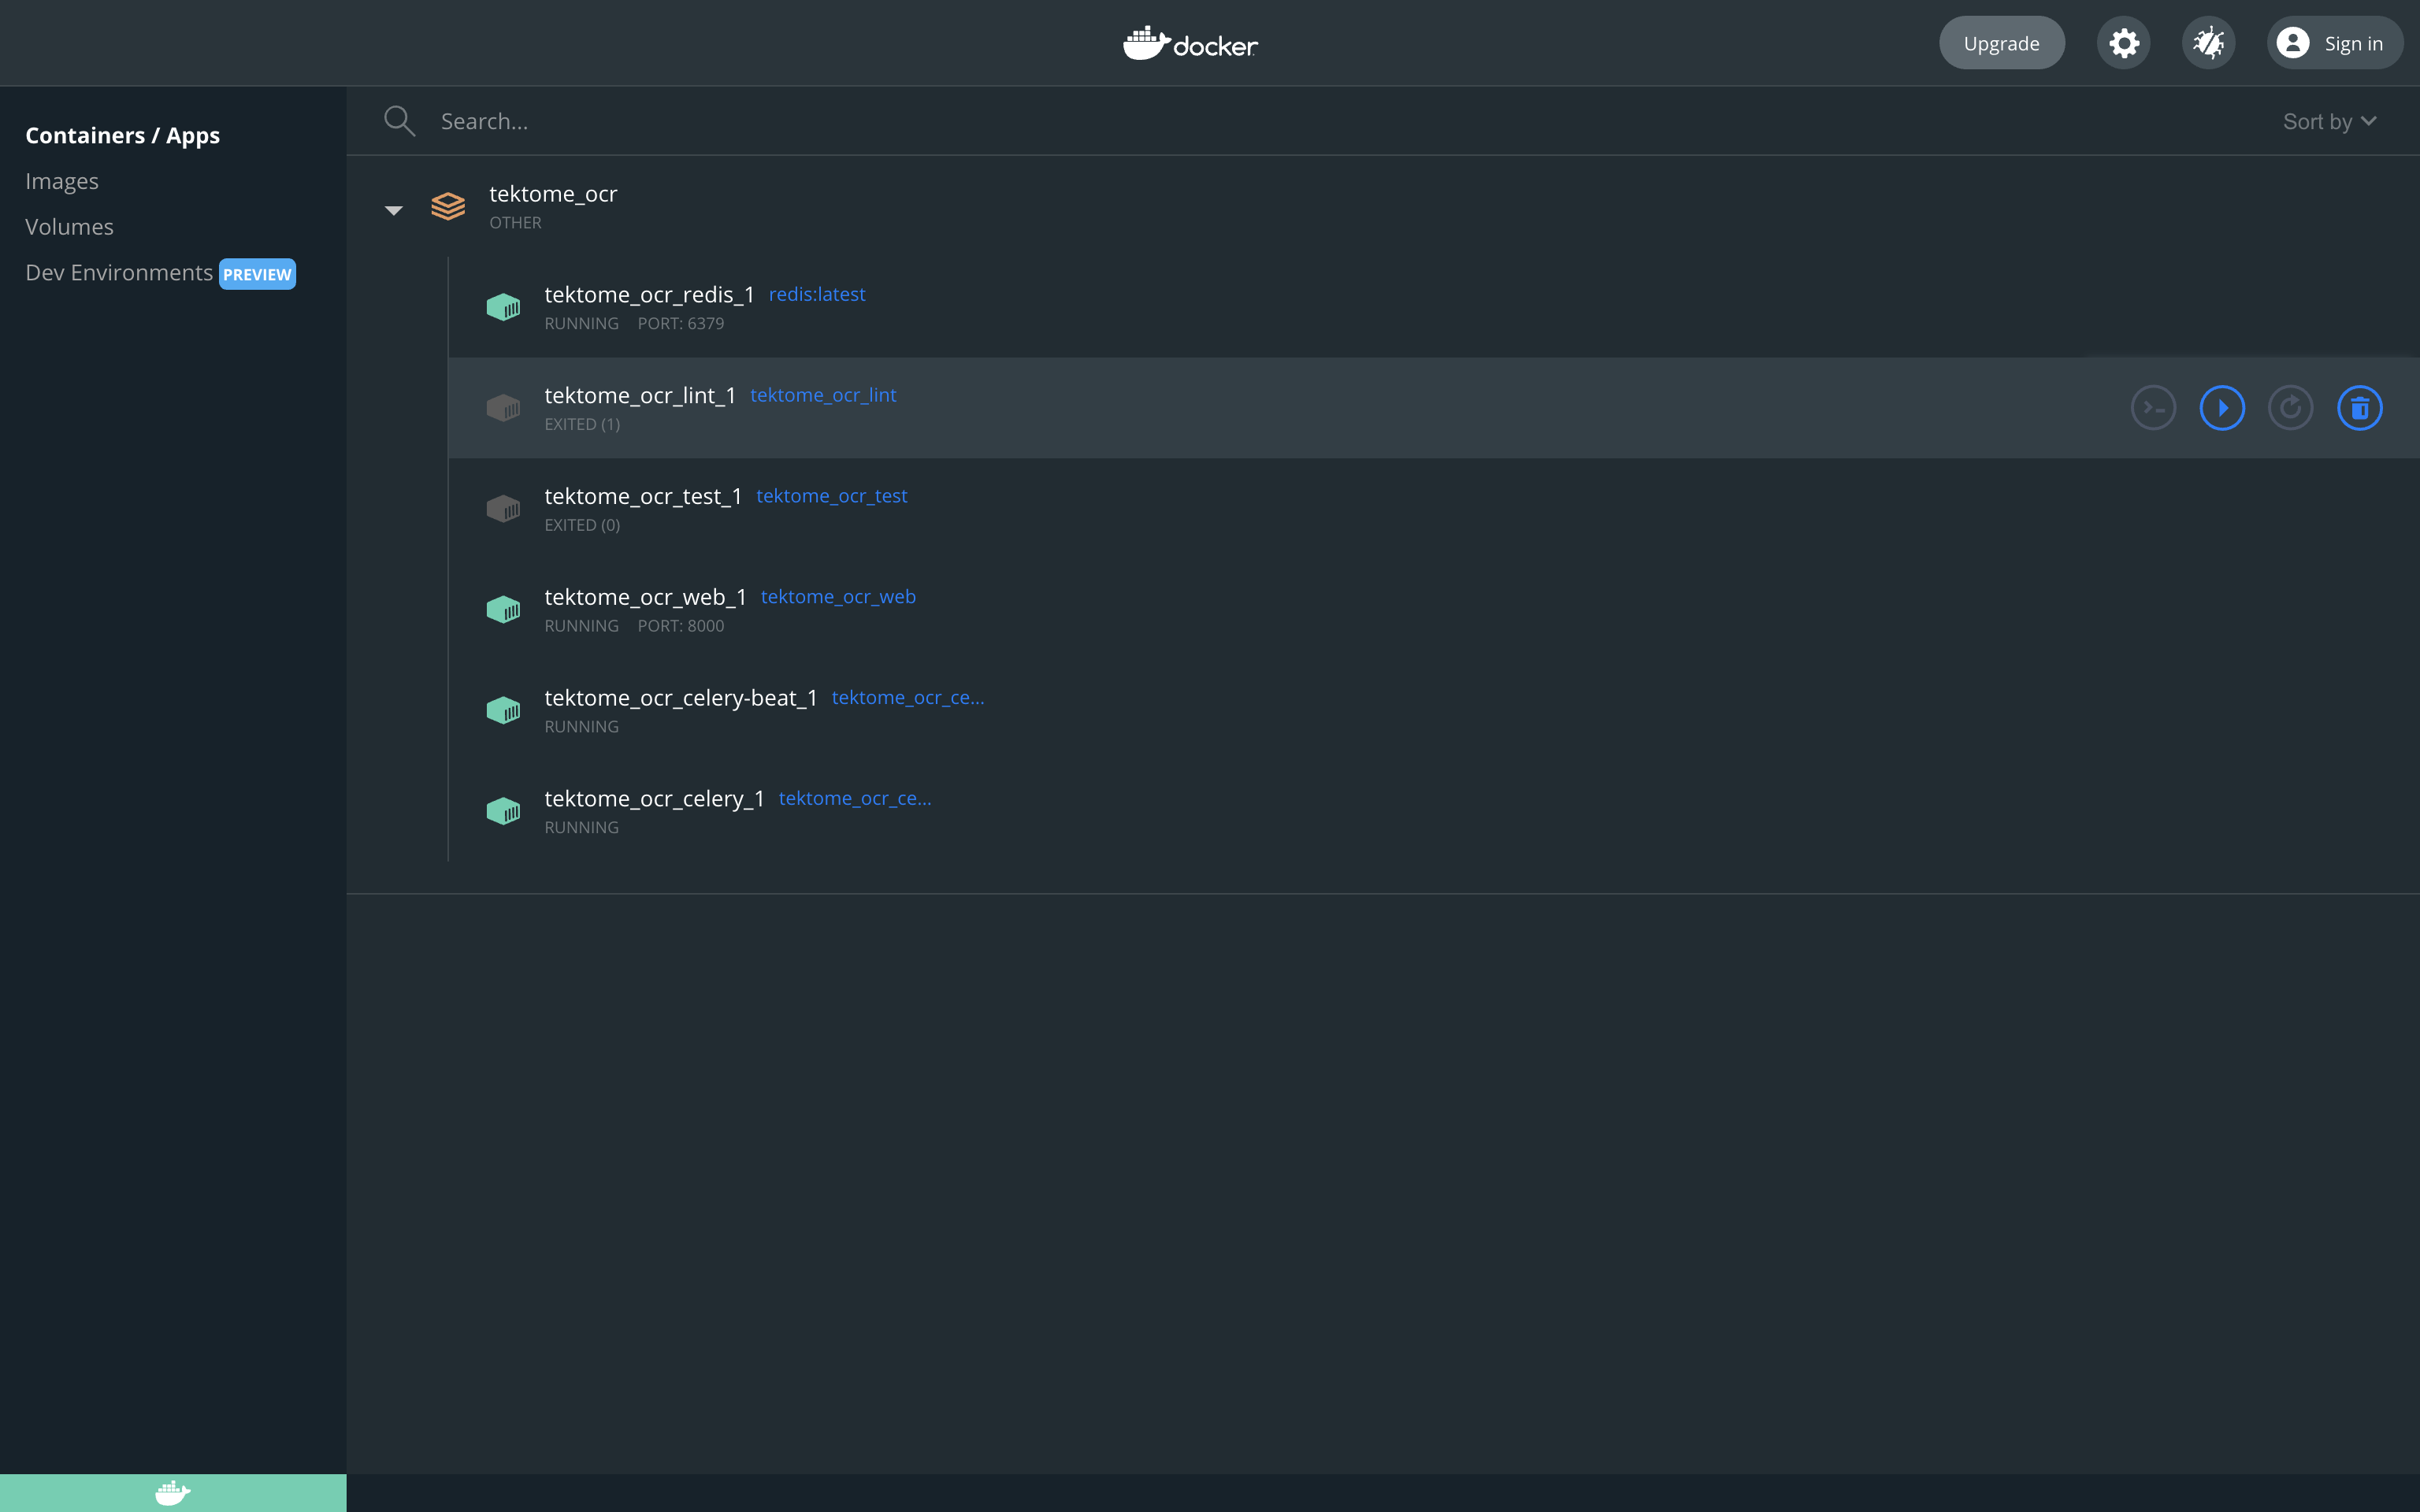 docker
Upgrade
Sign in
Containers / Apps
Images
Volumes
Dev Environments PREVIEW
Search...
Sort by
tektome_ocr
OTHER
tektome_ocr_redis_1 redis:latest
RUNNING PORT: 6379
tektome_ocr_lint_1 tektome_ocr_lint
EXITED (1)
tektome_ocr_test_1 tektome_ocr_test
EXITED (0)
tektome_ocr_web_1 tektome_ocr_web
RUNNING PORT: 8000
tektome_ocr_celery-beat_1 tektome_ocr_ce...
RUNNING
tektome_ocr_celery_1 tektome_ocr_ce...
RUNNING